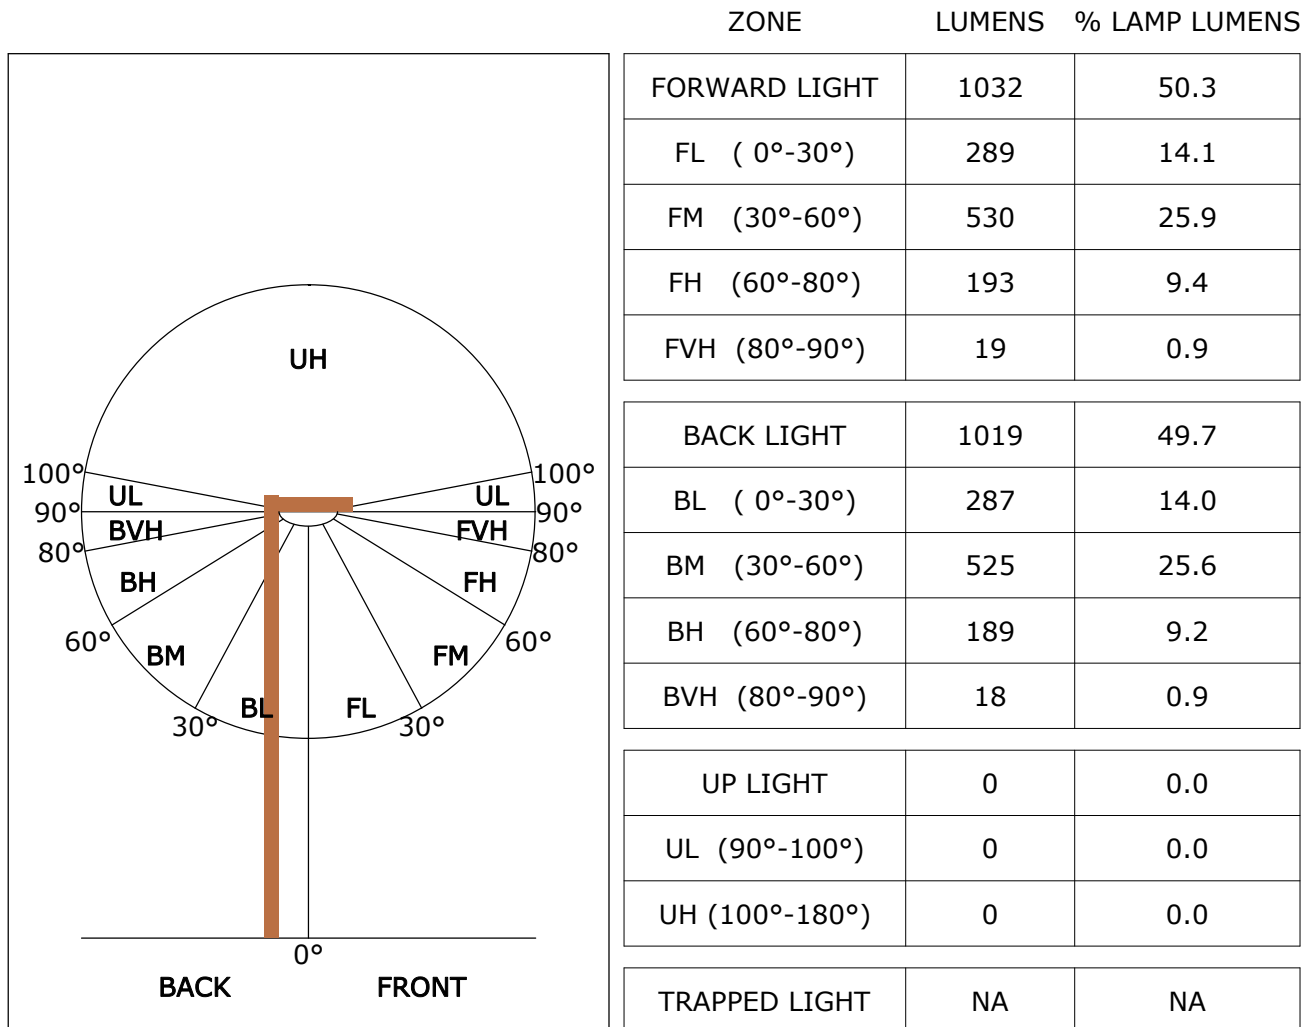 ZONE LUMENS % LAMP LUMENS
FORWARD LIGHT 1032 50.3
FL ( 0°-30°) 289 14.1
FM (30°-60°) 530 25.9
FH (60°-80°) 193 9.4
FVH (80°-90°) 19 0.9
BACK LIGHT 1019 49.7
BL ( 0°-30°) 287 14.0
BM (30°-60°) 525 25.6
BH (60°-80°) 189 9.2
BVH (80°-90°) 18 0.9
UP LIGHT 0 0.0
UL (90°-100°) 0 0.0
UH (100°-180°) 0 0.0
TRAPPED LIGHT NA NA
UH
100° 100°
UL UL
90° 90°
BVH FVH
80° 80°
BH FH
60° 60°
BM FM
BL FL
30° 30°
0°
BACK FRONT